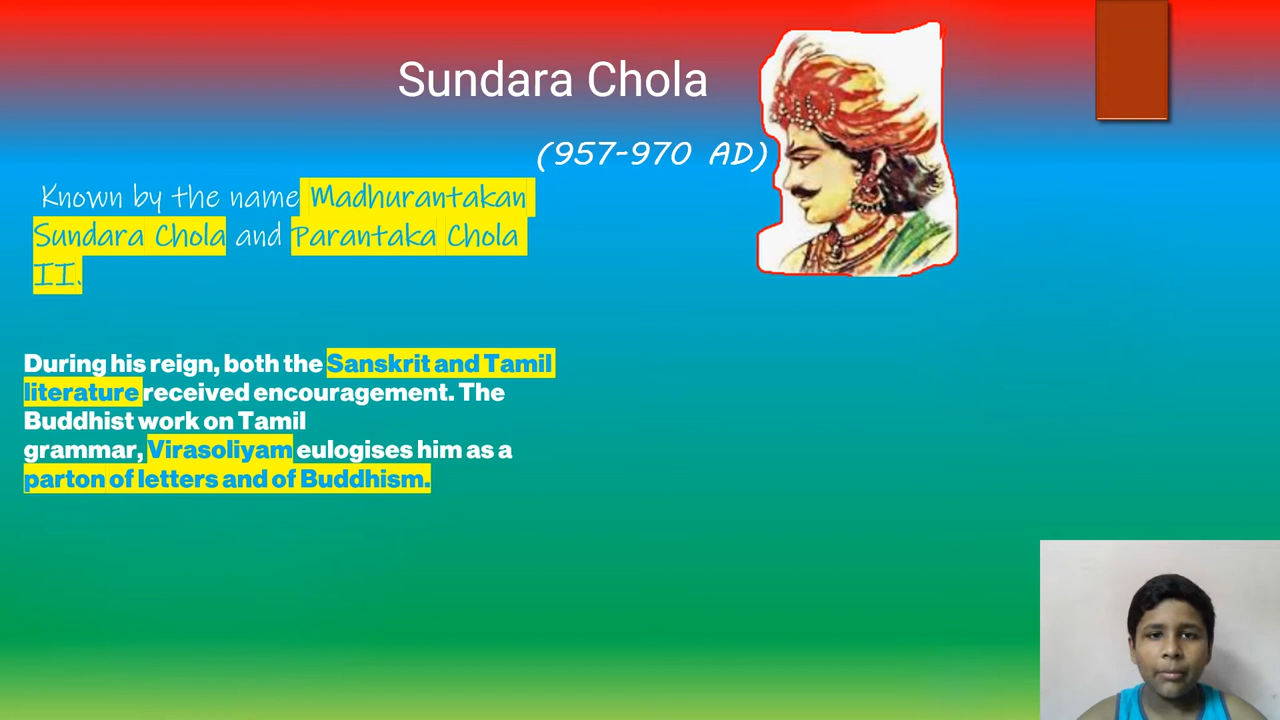 Sundara Chola
(957-970 AD)
Known by the name Madhurantakan
Sundara Chola and Parantaka Chola
II.
During his reign, both the Sanskrit and Tamil
literature received encouragement. The
Buddhist work on Tamil
grammar, Virasoliyam eulogises him as a
parton of letters and of Buddhism.